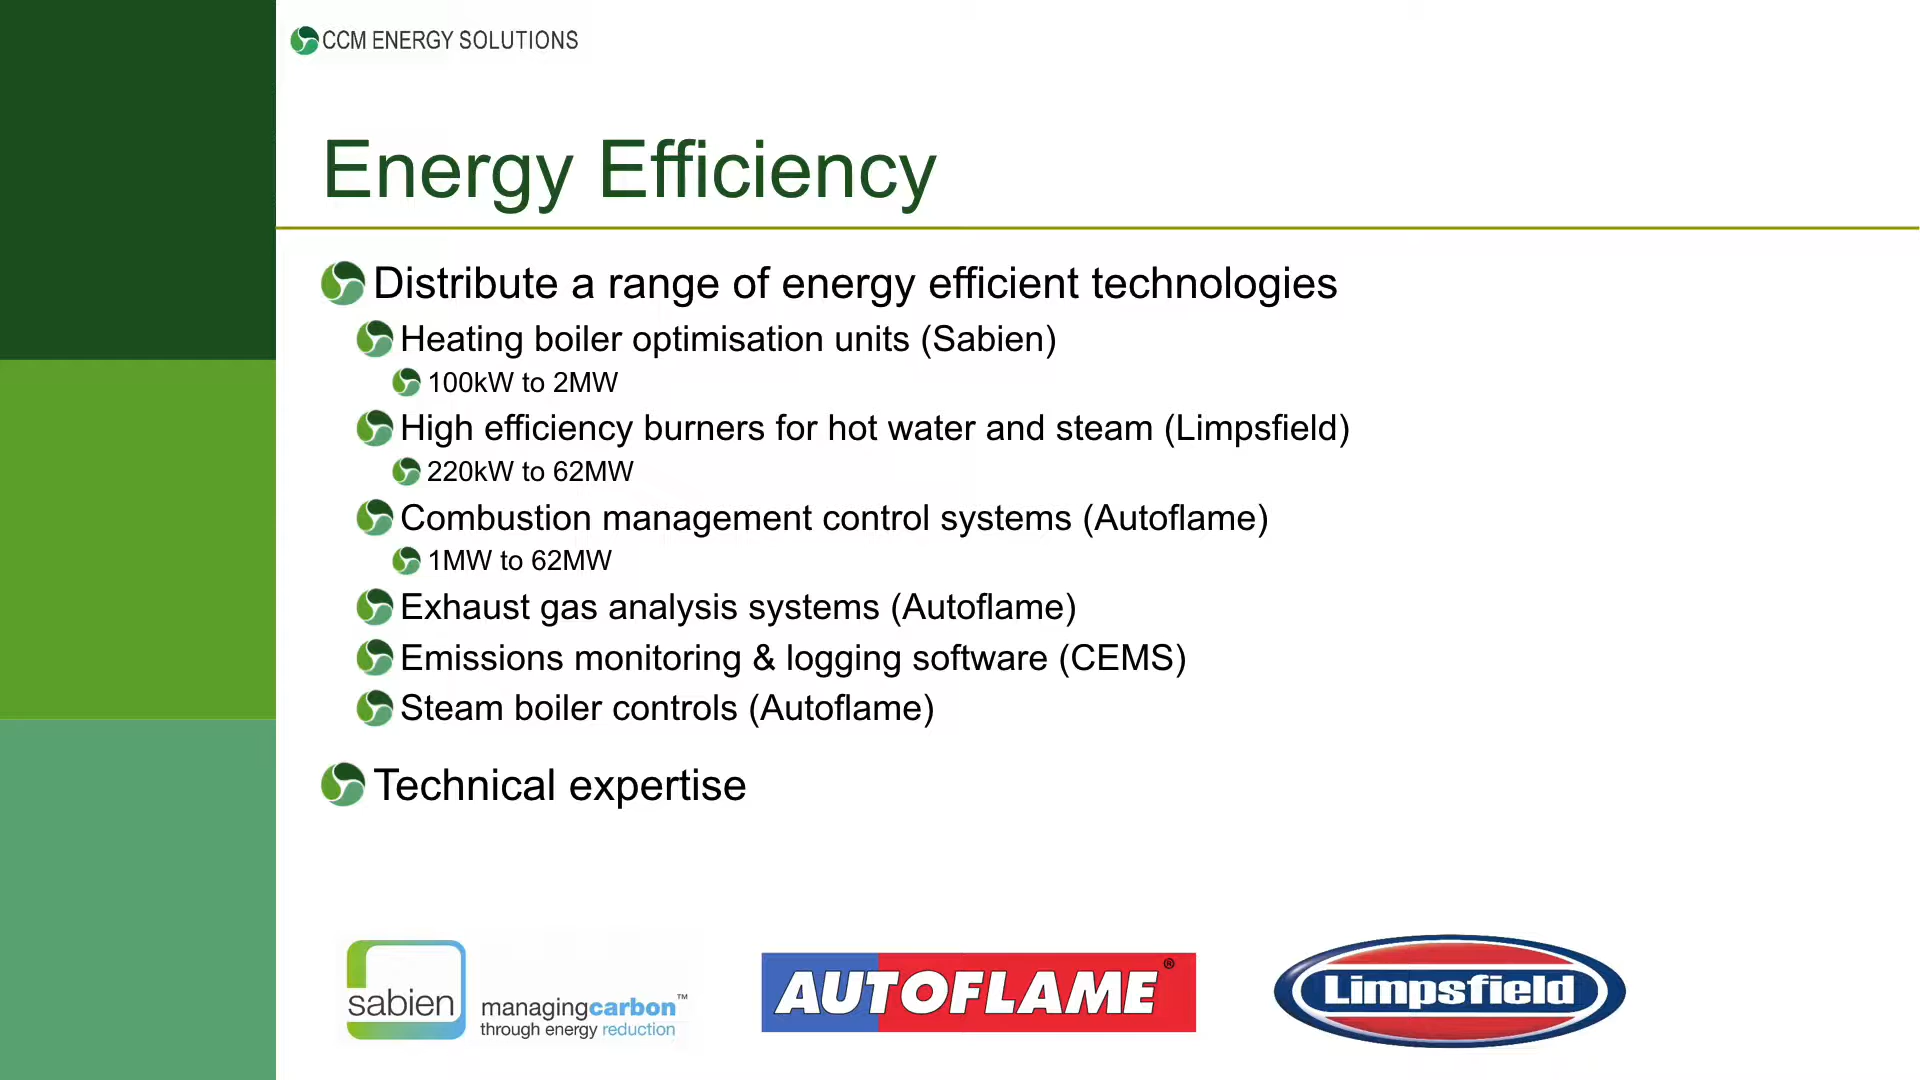 CCM ENERGY SOLUTIONS
Energy Efficiency
Distribute a range of energy efficient technologies
Heating boiler optimisation units (Sabien)
100kW to 2MW
High efficiency burners for hot water and steam (Limpsfield)
220kW to 62MW
Combustion management control systems (Autoflame)
1MW to 62MW
Exhaust gas analysis systems (Autoflame)
Emissions monitoring & logging software (CEMS)
Steam boiler controls (Autoflame)
Technical expertise
sabien
managingcarbon™
through energy reduction
AUTOFLAME®
Limpsfield